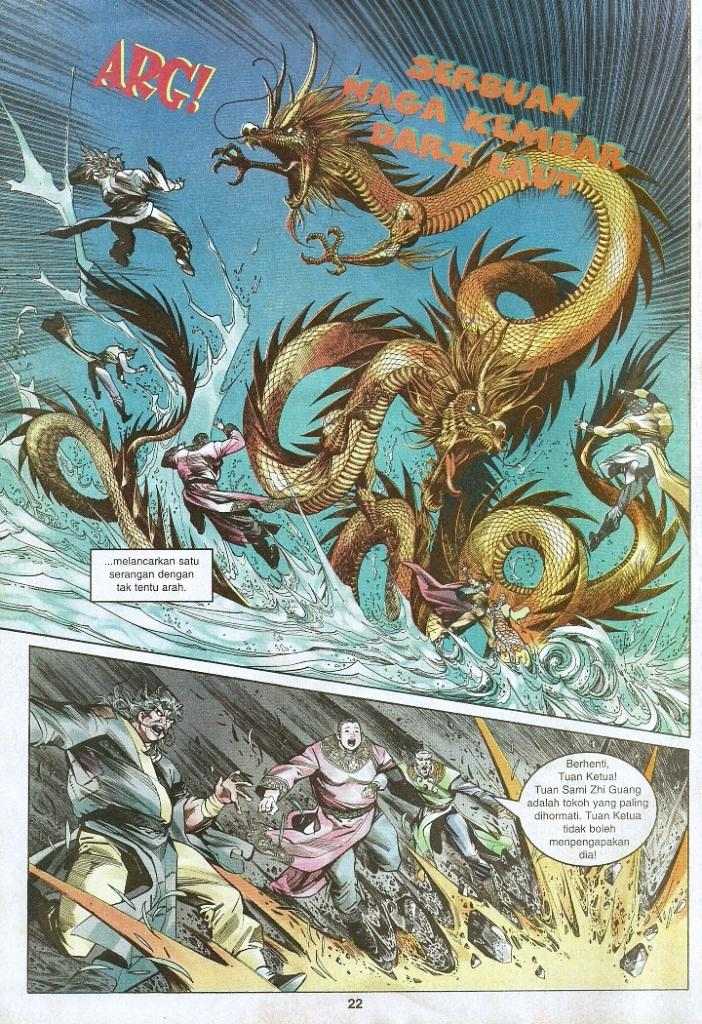 ARG!
SERBUAN
NAGA KEMBAR
DARI LAUT
...melancarkan satu
serangan dengan
tak tentu arah.
Berhenti,
Tuan Ketua!
Tuan Sami Zhi Guang
adalah tokoh yang paling
dihormati. Tuan Ketua
tidak boleh
mengengapakan
dia!
22